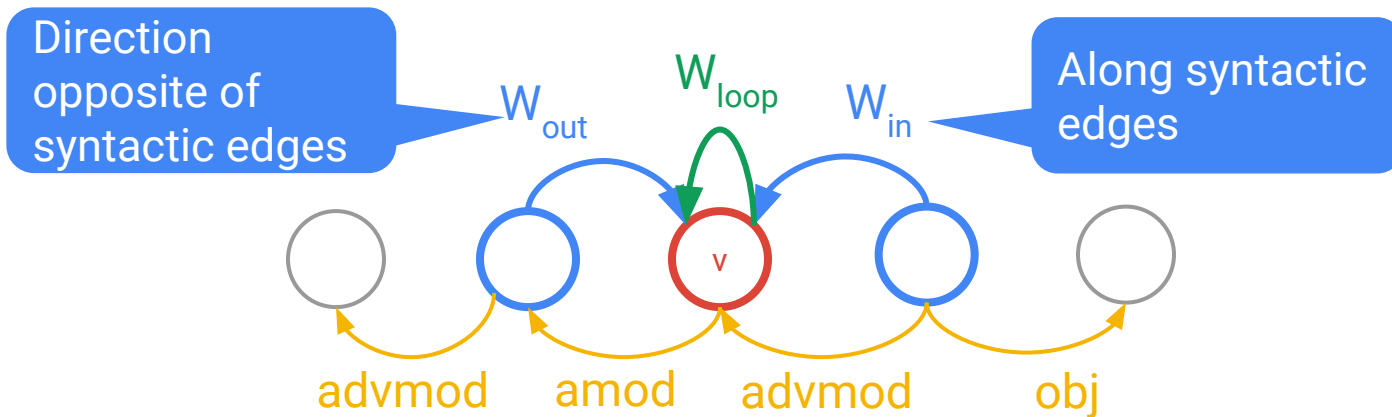 Direction
opposite of
syntactic edges
W_out
W_loop
W_in
Along syntactic
edges
v
advmod
amod
advmod
obj